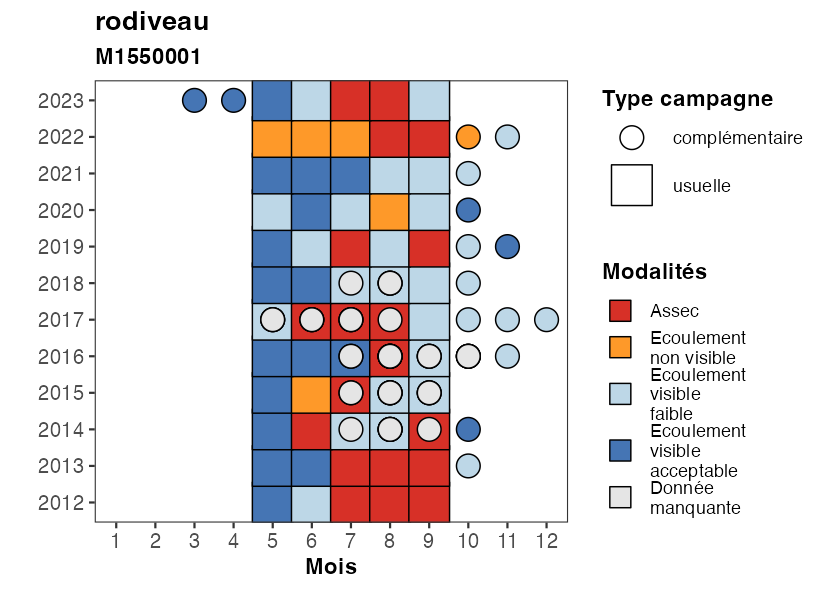 rodiveau
M1550001
2023
2022
2021
2020
2019
2018
2017
2016
2015
2014
2013
2012
1 2 3 4 5 6 7 8 9 10 11 12
Mois
Type campagne
complémentaire
usuelle
Modalités
Assec
Ecoulement
non visible
Ecoulement
visible
faible
Ecoulement
visible
acceptable
Donnée
manquante